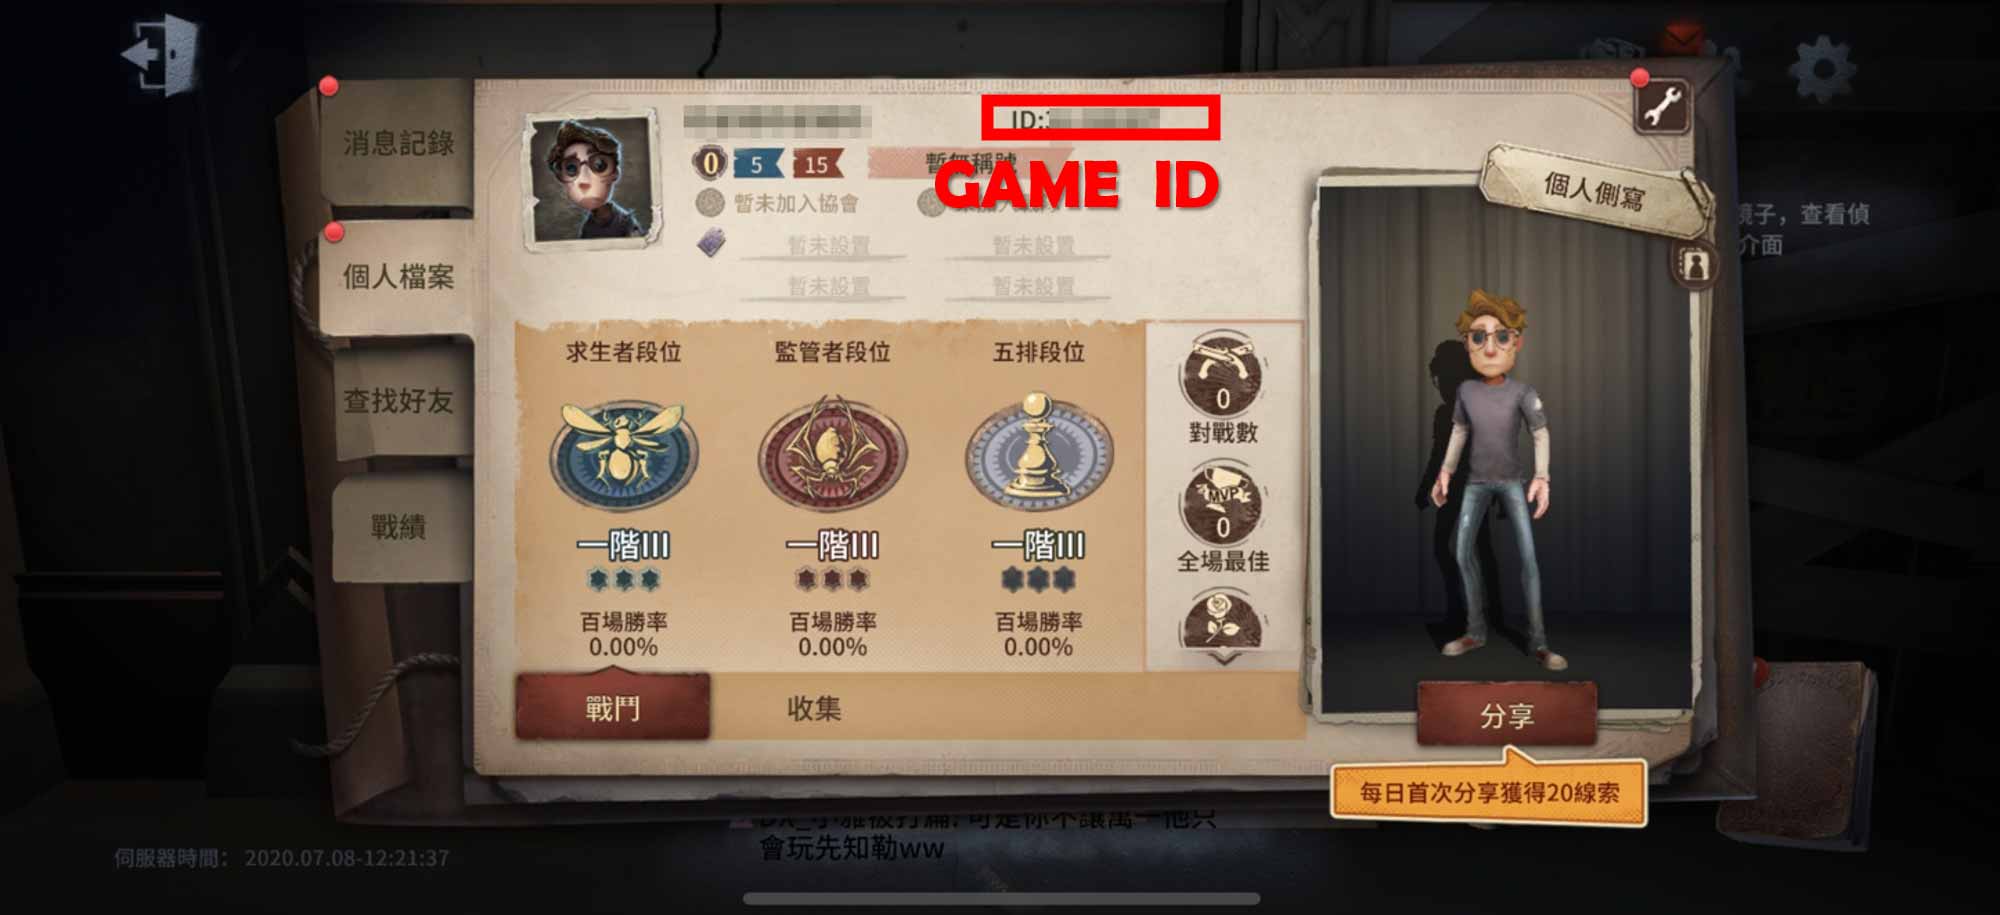 消息記錄
個人檔案
查找好友
戰績
ID:
GAME ID
0 5 15
暫無稱號
暫未加入協會
暫未設置 暫未設置
暫未設置 暫未設置
求生者段位 監管者段位 五排段位
一階III 一階III 一階III
百場勝率 百場勝率 百場勝率
0.00% 0.00% 0.00%
0
對戰數
MVP
0
全場最佳
戰鬥 收集
個人側寫
鏡子，查看偵
介面
分享
每日首次分享獲得20線索
會玩先知勒ww
伺服器時間： 2020.07.08-12:21:37